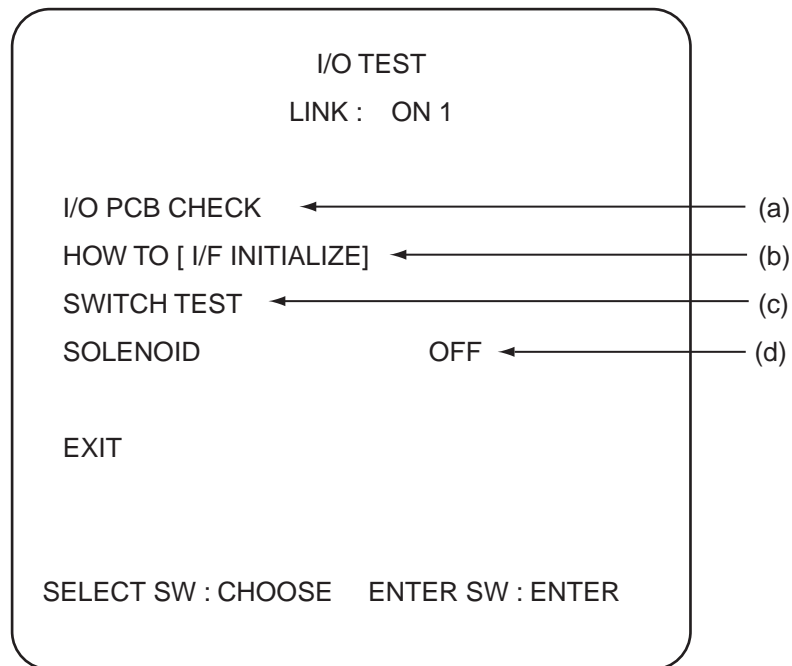 I/O TEST
LINK : ON 1
I/O PCB CHECK (a)
HOW TO [ I/F INITIALIZE] (b)
SWITCH TEST (c)
SOLENOID OFF (d)
EXIT
SELECT SW : CHOOSE ENTER SW : ENTER